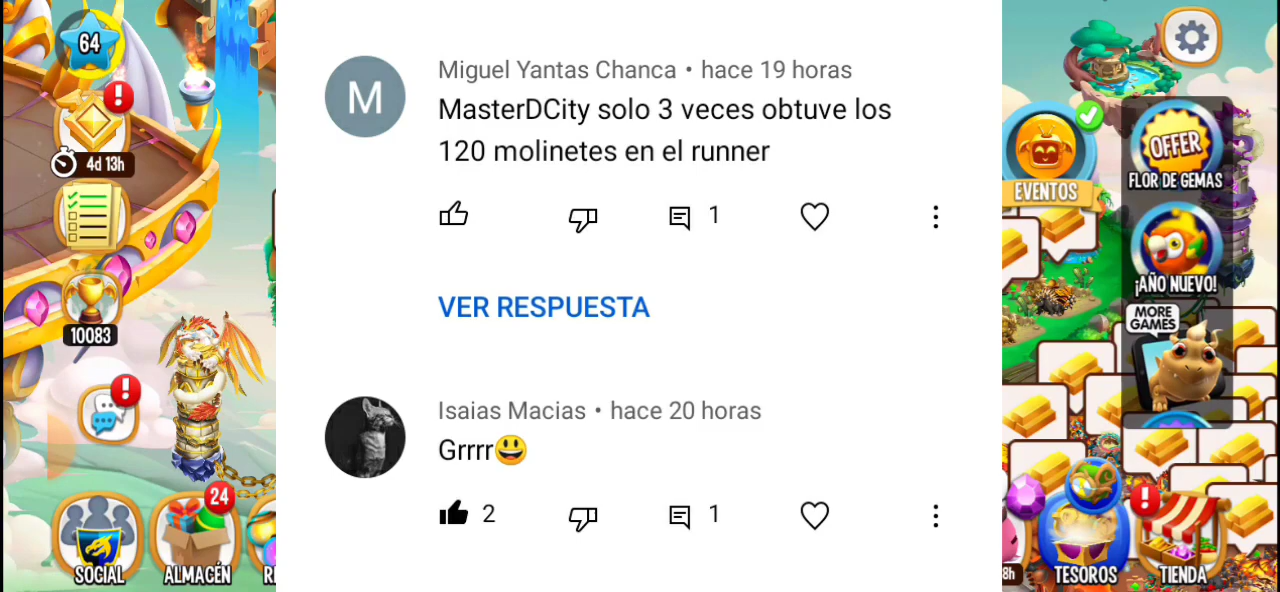 64
!
4d 13h
10083
!
24
SOCIAL
ALMACÉN
M
Miguel Yantas Chanca • hace 19 horas
MasterDCity solo 3 veces obtuve los
120 molinetes en el runner
1
VER RESPUESTA
Isaias Macias • hace 20 horas
Grrrr😃
2
1
EVENTOS
OFFER
FLOR DE GEMAS
¡AÑO NUEVO!
MORE
GAMES
!
8h
TESOROS
TIENDA